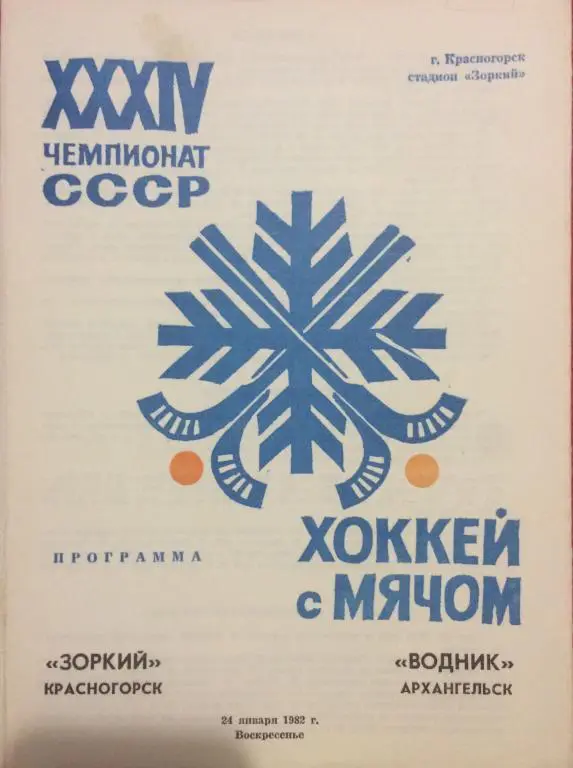 XXXIV
ЧЕМПИОНАТ
СССР
г. Красногорск
стадион «Зоркий»
ПРОГРАММА
ХОККЕЙ
с МЯЧОМ
«ЗОРКИЙ»
КРАСНОГОРСК
«ВОДНИК»
АРХАНГЕЛЬСК
24 января 1982 г.
Воскресенье